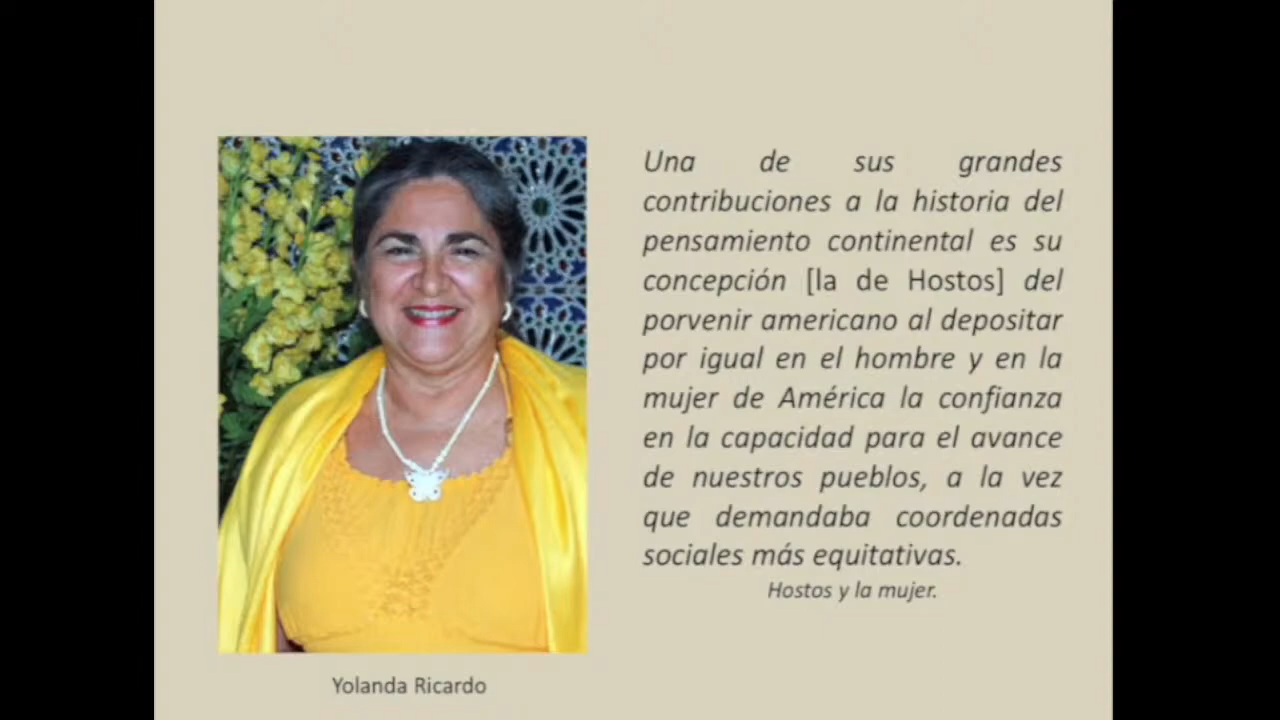 Una de sus grandes
contribuciones a la historia del
pensamiento continental es su
concepción [la de Hostos] del
porvenir americano al depositar
por igual en el hombre y en la
mujer de América la confianza
en la capacidad para el avance
de nuestros pueblos, a la vez
que demandaba coordenadas
sociales más equitativas.
Hostos y la mujer.
Yolanda Ricardo